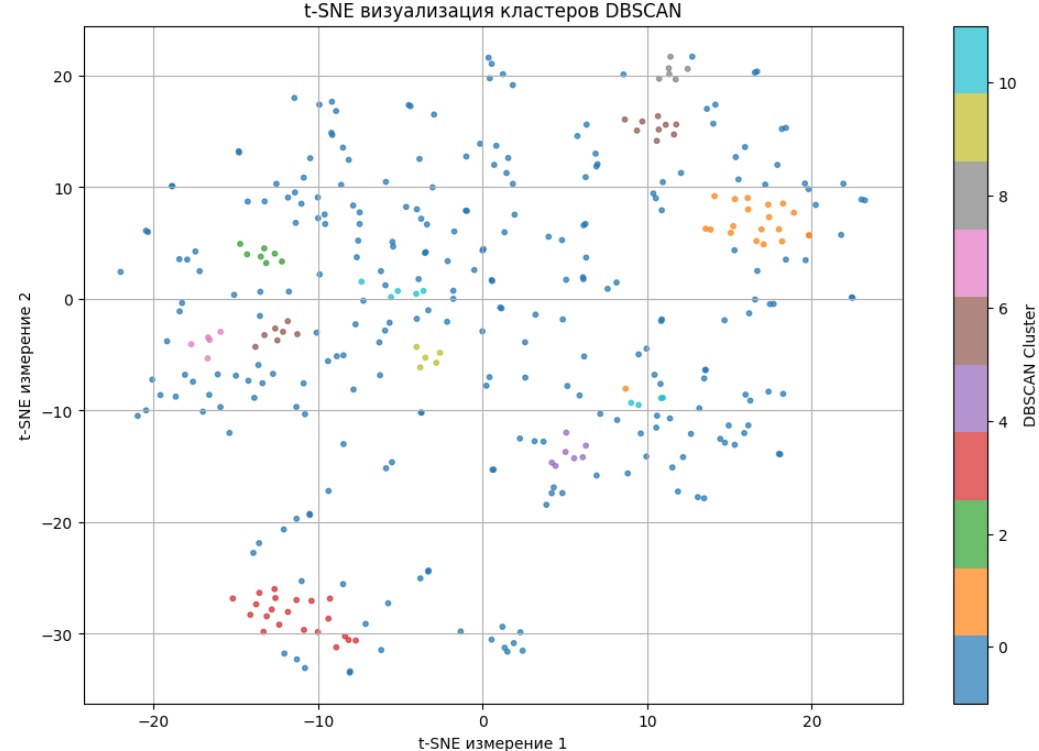 t-SNE визуализация кластеров DBSCAN
20
10
0
−10
−20
−30
t-SNE измерение 2
−20 −10 0 10 20
t-SNE измерение 1
10
8
6
4
2
0
DBSCAN Cluster